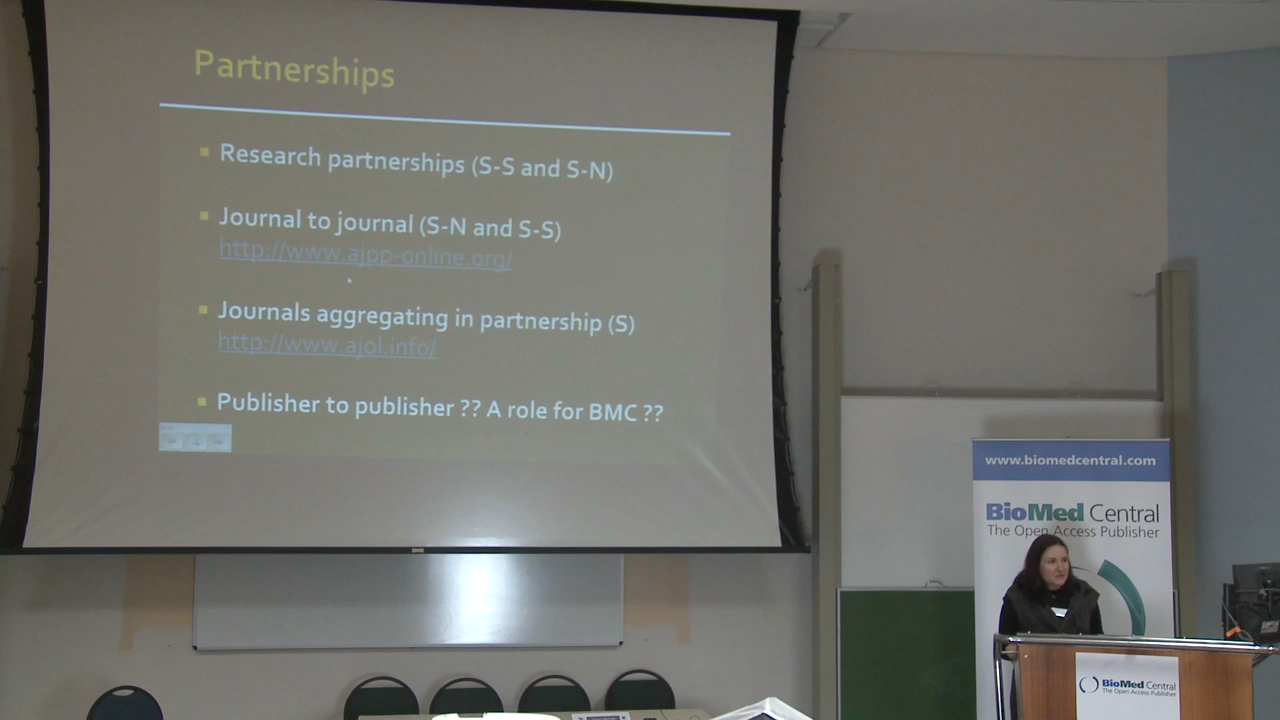 Partnerships
Research partnerships (S-S and S-N)
Journal to journal (S-N and S-S)
http://www.ajpp-online.org/
Journals aggregating in partnership (S)
http://www.ajol.info/
Publisher to publisher ?? A role for BMC ??
www.biomedcentral.com
BioMed Central
The Open Access Publisher
BioMed Central
The Open Access Publisher